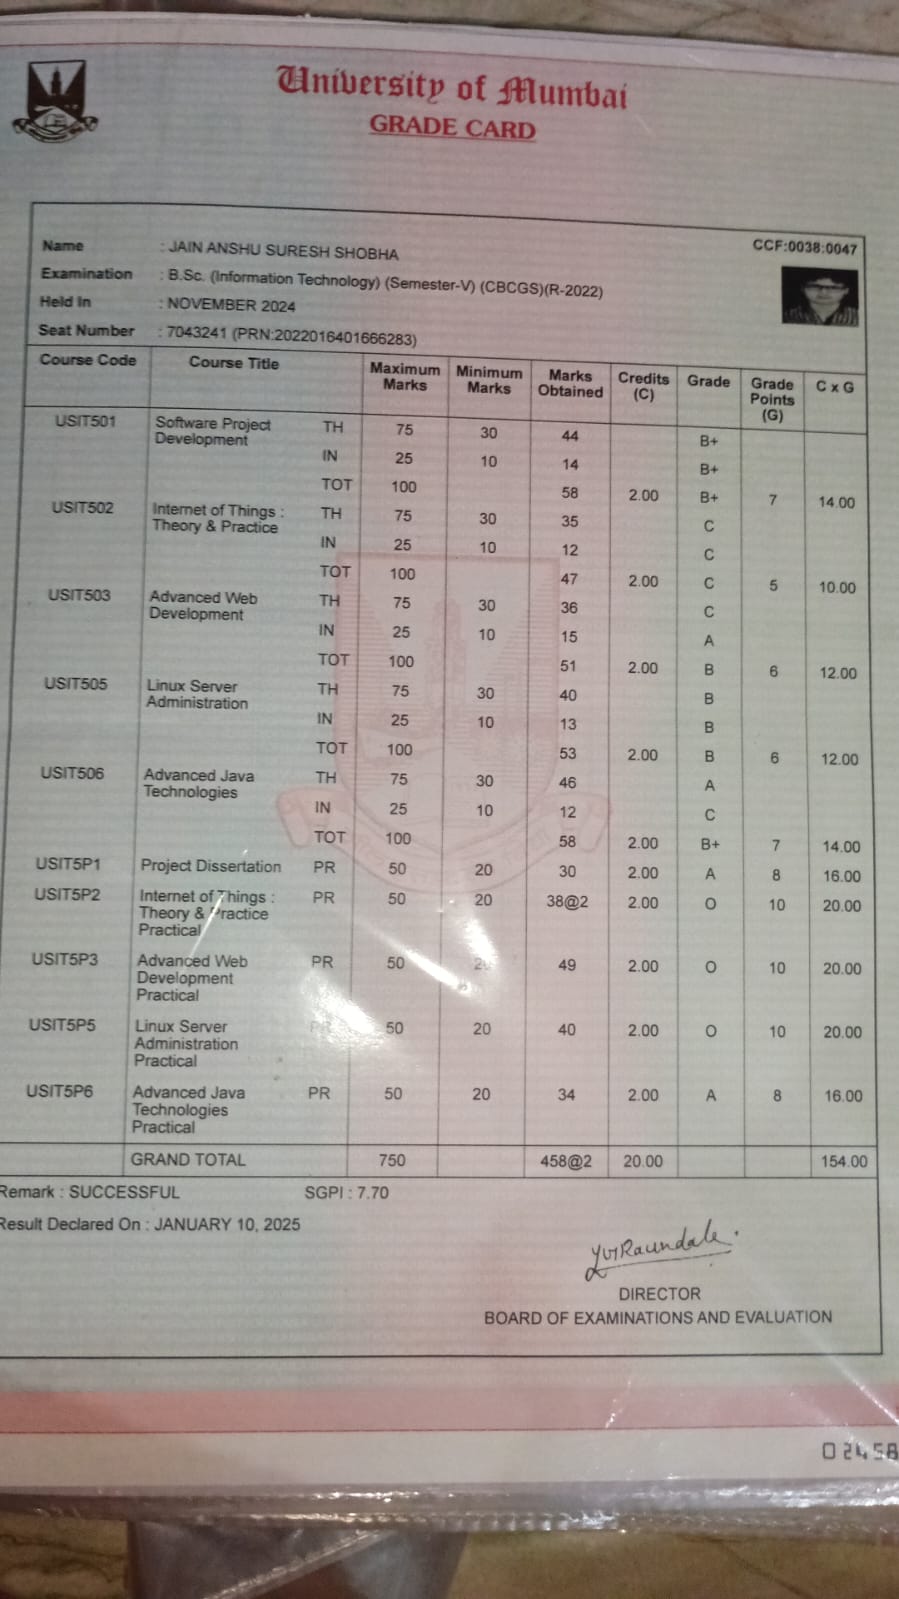 University of Mumbai
GRADE CARD
CCF:0038:0047
Name : JAIN ANSHU SURESH SHOBHA
Examination : B.Sc. (Information Technology) (Semester-V) (CBCGS)(R-2022)
Held In : NOVEMBER 2024
Seat Number : 7043241 (PRN:2022016401666283)
Course Code Course Title Maximum Marks Minimum Marks Marks Obtained Credits (C) Grade Grade Points (G) C x G
USIT501 Software Project Development TH 75 30 44 B+
IN 25 10 14 B+
TOT 100 58 2.00 B+ 7 14.00
USIT502 Internet of Things : Theory & Practice TH 75 30 35 C
IN 25 10 12 C
TOT 100 47 2.00 C 5 10.00
USIT503 Advanced Web Development TH 75 30 36 C
IN 25 10 15 A
TOT 100 51 2.00 B 6 12.00
USIT505 Linux Server Administration TH 75 30 40 B
IN 25 10 13 B
TOT 100 53 2.00 B 6 12.00
USIT506 Advanced Java Technologies TH 75 30 46 A
IN 25 10 12 C
TOT 100 58 2.00 B+ 7 14.00
USIT5P1 Project Dissertation PR 50 20 30 2.00 A 8 16.00
USIT5P2 Internet of Things : Theory & Practice Practical PR 50 20 38@2 2.00 O 10 20.00
USIT5P3 Advanced Web Development Practical PR 50 20 49 2.00 O 10 20.00
USIT5P5 Linux Server Administration Practical PR 50 20 40 2.00 O 10 20.00
USIT5P6 Advanced Java Technologies Practical PR 50 20 34 2.00 A 8 16.00
GRAND TOTAL 750 458@2 20.00 154.00
Remark : SUCCESSFUL SGPI : 7.70
Result Declared On : JANUARY 10, 2025
DIRECTOR
BOARD OF EXAMINATIONS AND EVALUATION
02458